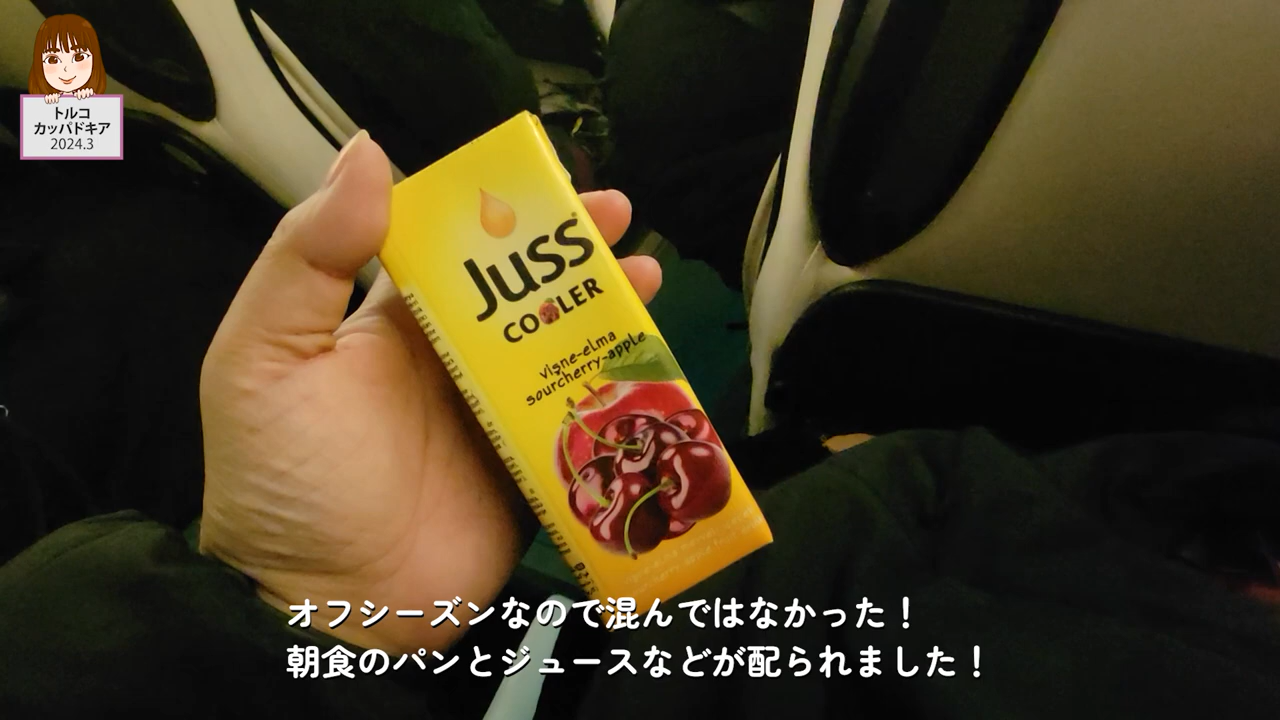 トルコ
カッパドキア
2024.3
Juss
COOLER
vişne-elma
sourcherry-apple
オフシーズンなので混んではなかった！
朝食のパンとジュースなどが配られました！